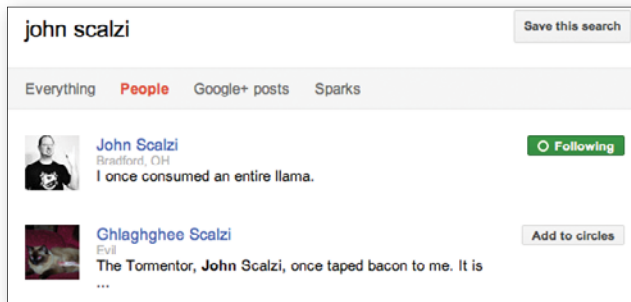 john scalzi
Save this search
Everything People Google+ posts Sparks
John Scalzi
Following
Bradford, OH
I once consumed an entire llama.
Ghlaghghee Scalzi
Add to circles
Evil
The Tormentor, John Scalzi, once taped bacon to me. It is
...